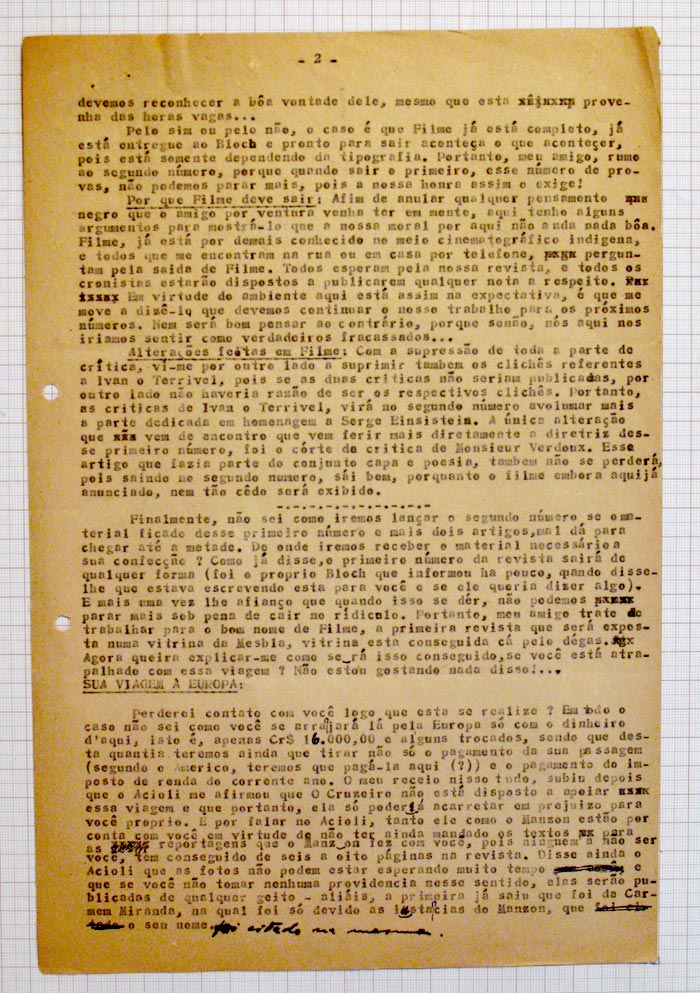 - 2 -
devemos reconhecer a bôa vontade dele, mesmo que esta prove-
nha das horas vagas...
Pelo sim ou pelo não, o caso é que Filme já está completo, já
está entregue ao Bloch e pronto para sair aconteça o que aconteçer,
pois está somente dependendo da tipografia. Portanto, meu amigo, rumo
ao segundo número, porque quando sair o primeiro, esse número de pro-
vas, não podemos parar mais, pois a nossa honra assim o exige!
Por que Filme deve sair: Afim de anular qualquer pensamento
negro que o amigo por ventura venha ter em mente, aqui tenho alguns
argumentos para mostrá-lo que a nossa moral por aqui não anda nada bôa.
Filme, já está por demais conhecido no meio cinematográfico indigena,
e todos que me encontram na rua ou em casa por telefone, pergun-
tam pela saida de Filme. Todos esperam pela nossa revista, e todos os
cronistas estarão dispostos a publicarem qualquer nota a respeito.
Em virtude do ambiente aqui está assim na expectativa, é que me
move a dizê-lo que devemos continuar o nosso trabalho para os próximos
números. Nem será bom pensar ao contrário, porque senão, nós aqui nos
iriamos sentir como verdadeiros fracassados...
Alterações feitas em Filme: Com a supressão de toda a parte de
crítica, vi-me por outro lado a suprimir tambem os clichês referentes
a Ivan o Terrivel, pois se as duas criticas não seriam publicadas, por
outro lado não haveria razão de ser os respectivos clichês. Portanto,
as criticas de Ivan o Terrivel, virá no segundo número avolumar mais
a parte dedicada em homenagem a Serge Einsistein. A única alteração
que vem de encontro que vem ferir mais diretamente a diretriz des-
se primeiro número, foi o córte da critica de Monsieur Verdoux. Esse
artigo que fazia parte do conjunto capa e poesia, tambem não se perderá,
pois saindo no segundo numero, sái bem, porquanto o filme embora aquijá
anunciado, nem tão cêdo será exibido.
- - - - - - - - - - - - - - - -
Finalmente, não sei como iremos lançar o segundo número se oma-
terial ficado desse primeiro número e mais dois artigos,mal dá para
chegar até a metade. De onde iremos receber o material necessárioa
sua confecção ? Como já disse,o primeiro número da revista sairá de
qualquer forma (foi o proprio Bloch que informou ha pouco, quando disse-
lhe que estava escrevendo esta para você e se ele queria dizer algo).
E mais uma vez lhe afianço que quando isso se dér, não podemos
parar mais sob pena de cair no ridículo. Portanto, meu amigo trate de
trabalhar para o bom nome de Filme, a primeira revista que será expos-
ta numa vitrina da Mesbla, vitrina esta conseguida cá pelo dégas.
Agora queira explicar-me como se rá isso conseguido,se você está atra-
palhado com essa viagem ? Não estou gostando nada disso!...
SUA VIAGEM À EUROPA:
Perderei contato com você logo que esta se realize ? Em todo o
caso não sei como você se arranjará lá pela Europa só com o dinheiro
d'aqui, isto é, apenas Cr$ 16.000,00 e alguns trocados, sendo que des-
ta quantia teremos ainda que tirar não só o pagamento da sua passagem
(segundo o Americo, teremos que pagá-la aqui (?)) e o pagamento do im-
posto de renda do corrente ano. O meu receio nisso tudo, subiu depois
que o Acioli me afirmou que O Cruzeiro não está disposto a apoiar
essa viagem e que portanto, ela só poderá acarretar em prejuizo para
você proprio. E por falar no Acioli, tanto ele como o Manzon estão por
conta com você em virtude de não ter ainda mandado os textos para
as reportagens que o Manzon fez com você, pois ninguem a não ser
você, tem conseguido de seis a oito páginas na revista. Disse ainda o
Acioli que as fotos não podem estar esperando muito tempo e
que se você não tomar nenhuma providencia nesse sentido, elas serão pu-
blicadas de qualquer geito - aliáis, a primeira já saiu que foi de Car-
mem Miranda, na qual foi só devido as instacias do Manzon, que
o seu nome foi citado na mesma.